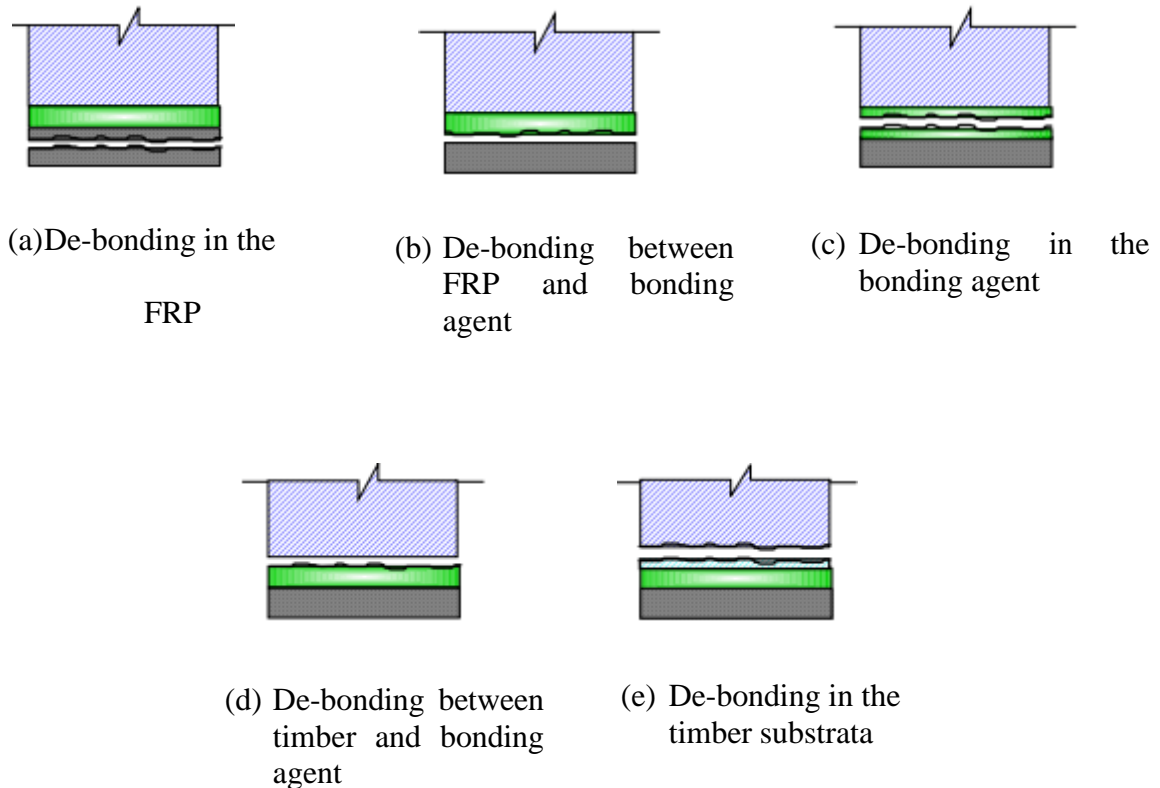 (a)De-bonding in the
FRP
(b) De-bonding between
FRP and bonding
agent
(c) De-bonding in the
bonding agent
(d) De-bonding between
timber and bonding
agent
(e) De-bonding in the
timber substrata